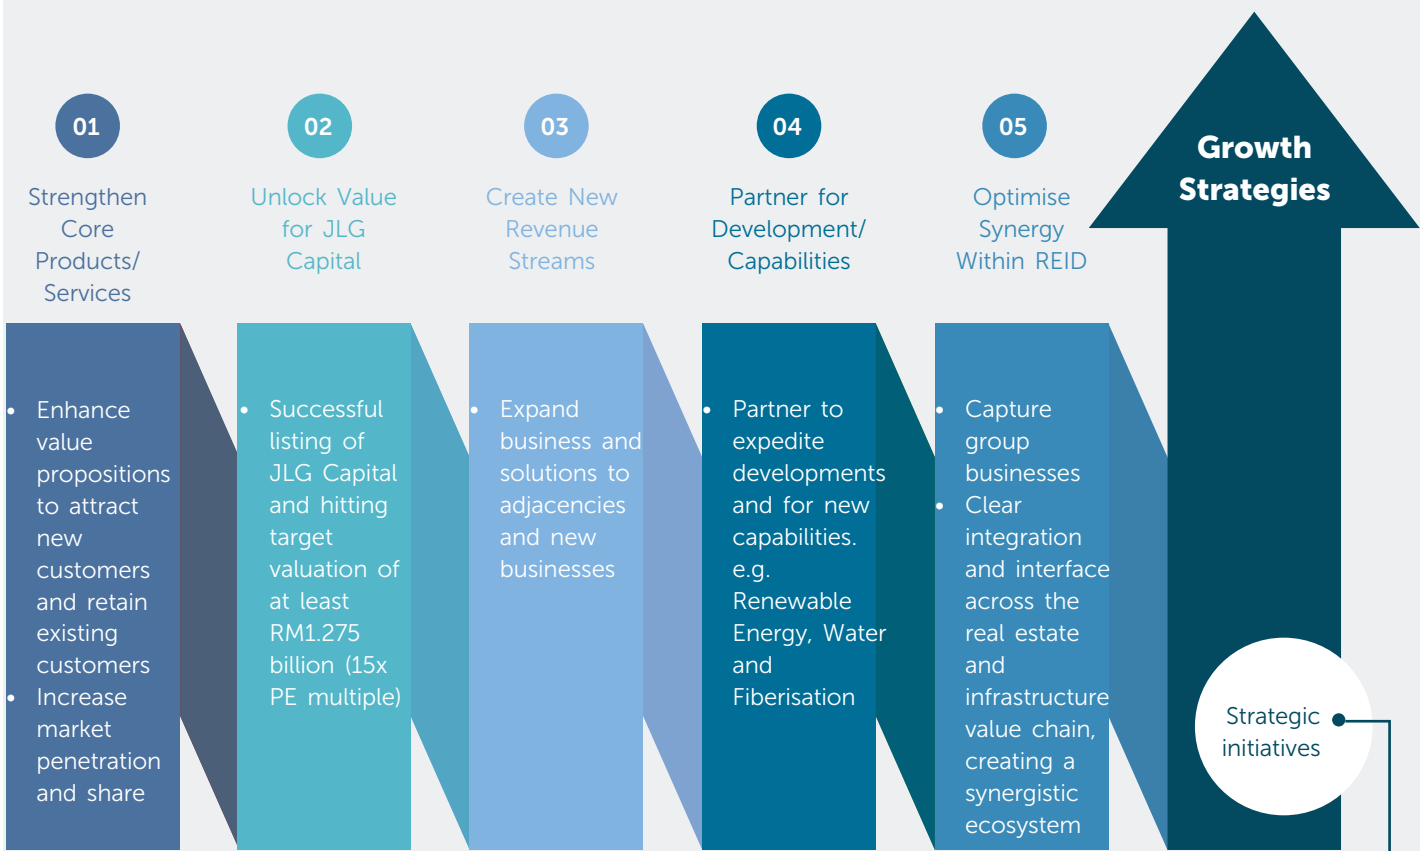 01
Strengthen
Core
Products/
Services
• Enhance
value
propositions
to attract
new
customers
and retain
existing
customers
• Increase
market
penetration
and share
02
Unlock Value
for JLG
Capital
• Successful
listing of
JLG Capital
and hitting
target
valuation of
at least
RM1.275
billion (15x
PE multiple)
03
Create New
Revenue
Streams
• Expand
business and
solutions to
adjacencies
and new
businesses
04
Partner for
Development/
Capabilities
• Partner to
expedite
developments
and for new
capabilities.
e.g.
Renewable
Energy, Water
and
Fiberisation
05
Optimise
Synergy
Within REID
• Capture
group
businesses
• Clear
integration
and interface
across the
real estate
and
infrastructure
value chain,
creating a
synergistic
ecosystem
Growth
Strategies
Strategic
initiatives